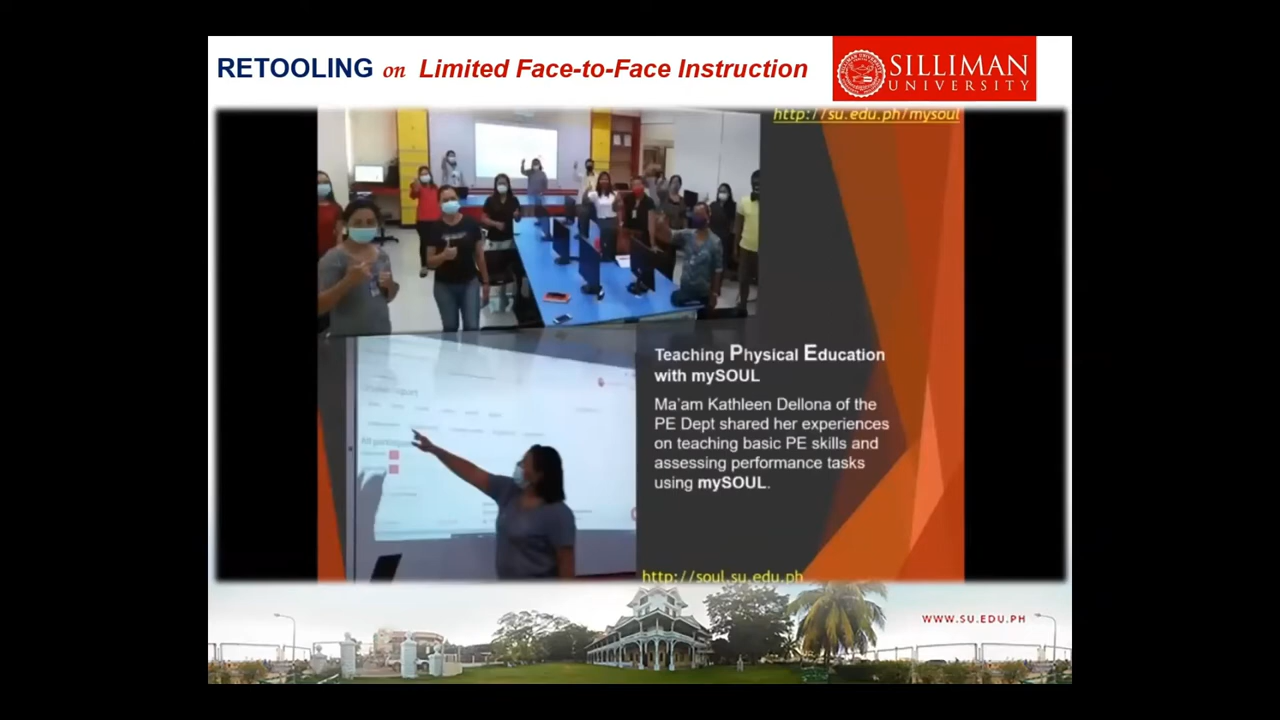 RETOOLING on Limited Face-to-Face Instruction
SILLIMAN
UNIVERSITY
http://su.edu.ph/mysoul
Teaching Physical Education
with mySOUL
Ma'am Kathleen Dellona of the
PE Dept shared her experiences
on teaching basic PE skills and
assessing performance tasks
using mySOUL.
http://soul.su.edu.ph
WWW.SU.EDU.PH